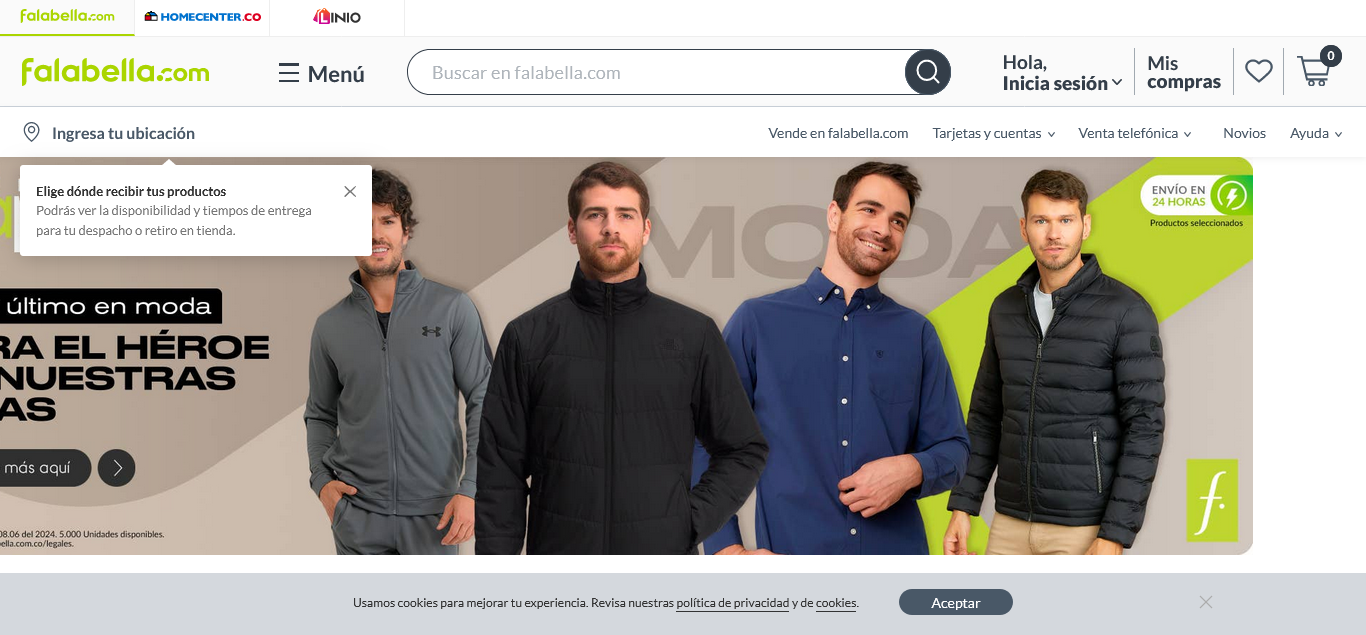 falabella.com
HOMECENTER.CO
LINIO
falabella.com
Menú
Buscar en falabella.com
Hola,
Inicia sesión
Mis
compras
0
Ingresa tu ubicación
Vende en falabella.com
Tarjetas y cuentas
Venta telefónica
Novios
Ayuda
Elige dónde recibir tus productos
Podrás ver la disponibilidad y tiempos de entrega
para tu despacho o retiro en tienda.
MODA
ENVÍO EN
24 HORAS
Productos seleccionados
último en moda
RA EL HÉROE
NUESTRAS
AS
más aquí
08.06 del 2024. 5.000 Unidades disponibles.
ella.com.co/legales.
f.
Usamos cookies para mejorar tu experiencia. Revisa nuestras política de privacidad y de cookies.
Aceptar